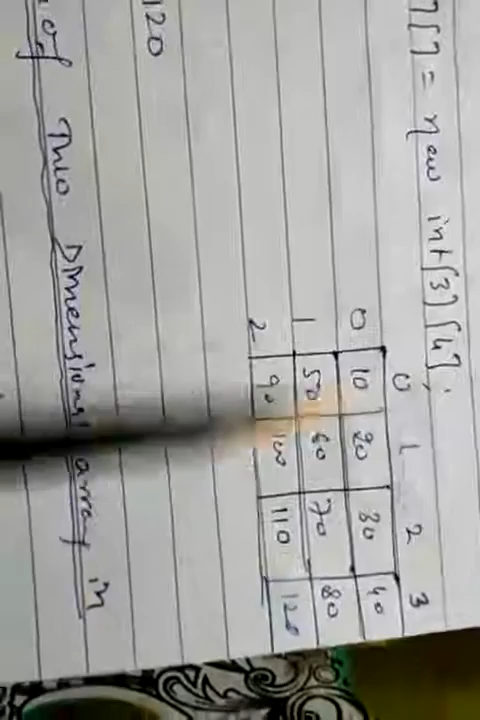 ][] = new int[3][4];
0 1 2 3
0 10 20 30 40
1 50 60 70 80
2 90 100 110 120
120
of Two Dimensional array in